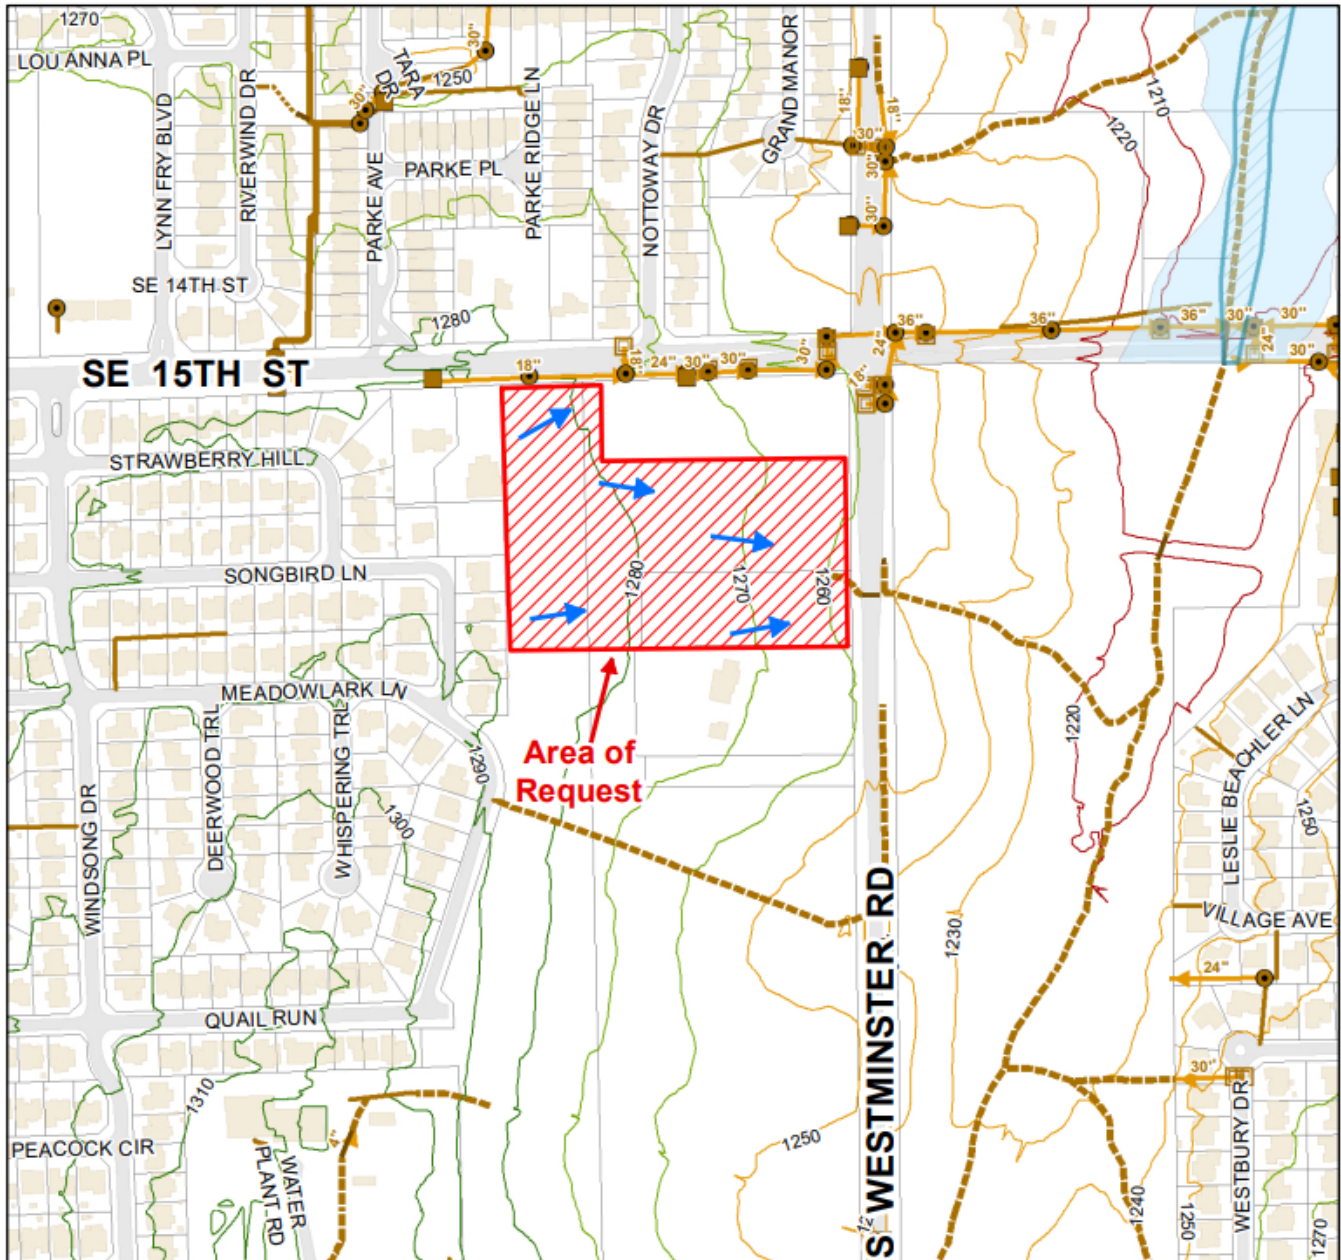 1270
LOU ANNA PL
LYNN FRY BLVD
RIVERWIND DR
TARA
DR
30"
1250
30"
PARKE AVE
PARKE PL
PARKE RIDGE LN
NOTTOWAY DR
GRAND MANOR
18"
18"
30"
30"
30"
1210
1220
SE 14TH ST
1280
SE 15TH ST
18"
18"
24"
30"
30"
30"
24"
18"
36"
36"
36"
30"
30"
24"
30"
STRAWBERRY HILL
SONGBIRD LN
1280
1270
1260
MEADOWLARK LN
Area of
Request
1290
1300
DEERWOOD TRL
WHISPERING TRL
WINDSONG DR
1220
LESLIE BEACHLER LN
1250
VILLAGE AVE
24"
1230
S WESTMINSTER RD
QUAIL RUN
1310
PEACOCK CIR
WATER
PLANT RD
1250
30"
WESTBURY DR
1240
1250
1270